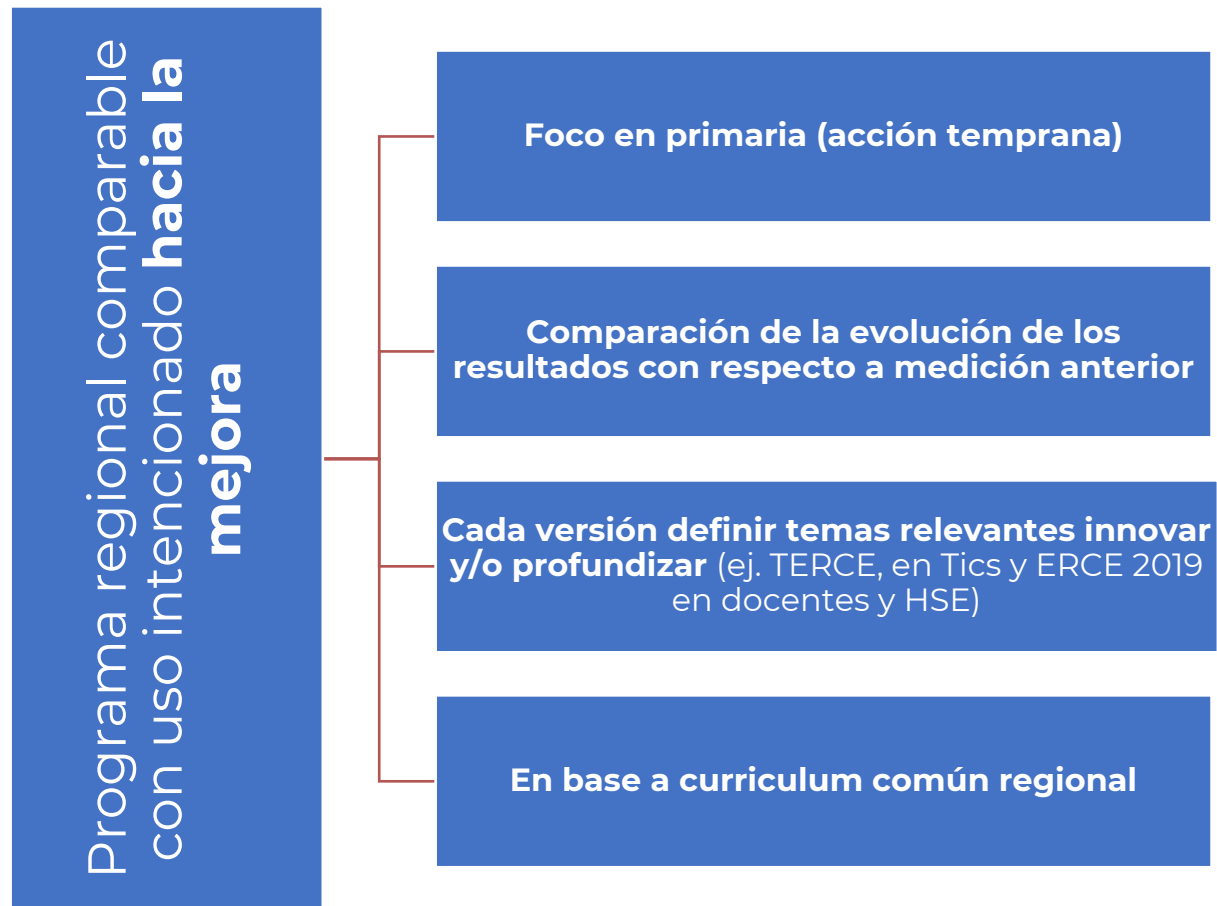 Programa regional comparable
con uso intencionado hacia la
mejora
Foco en primaria (acción temprana)
Comparación de la evolución de los
resultados con respecto a medición anterior
Cada versión definir temas relevantes innovar
y/o profundizar (ej. TERCE, en Tics y ERCE 2019
en docentes y HSE)
En base a curriculum común regional